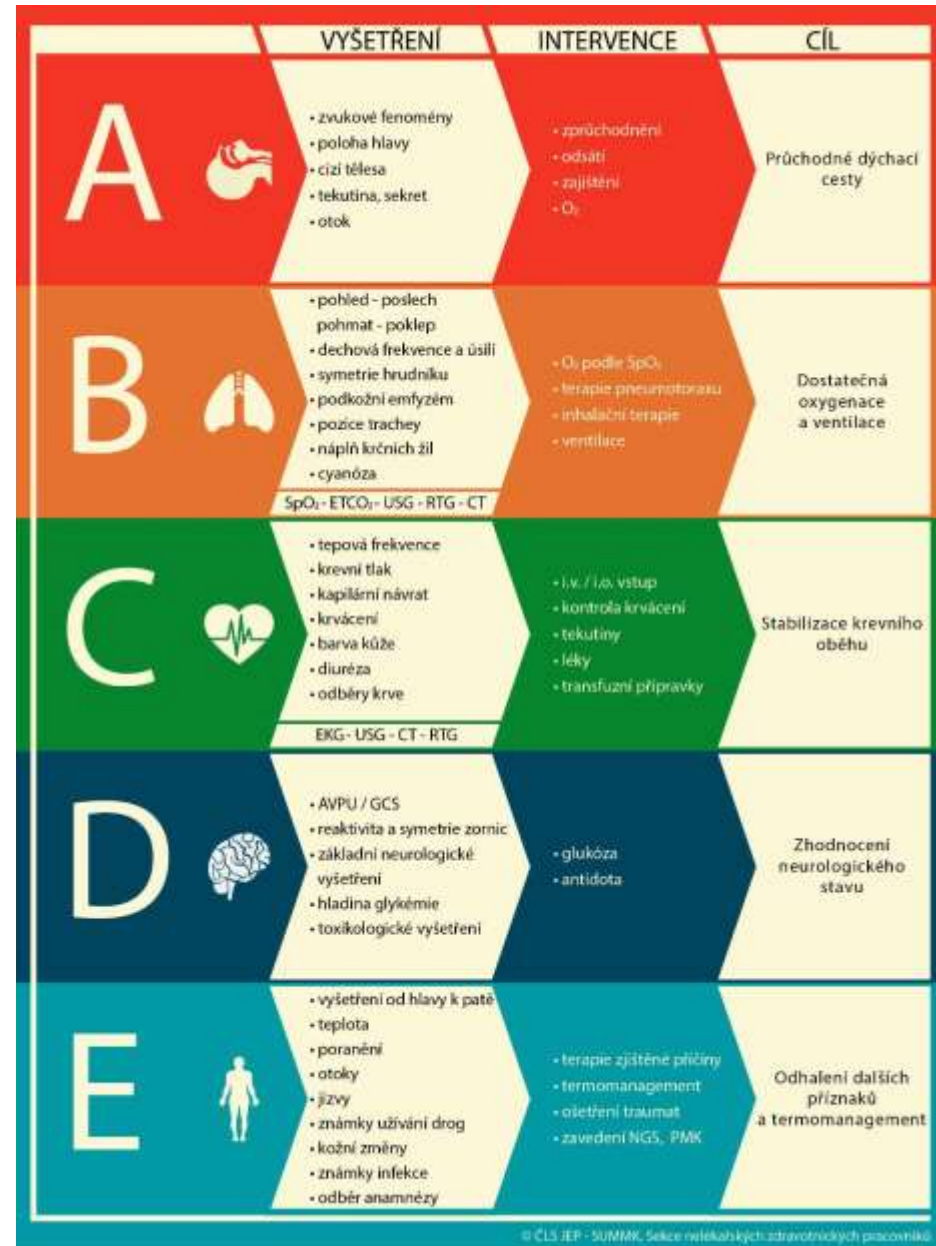 VYŠETŘENÍ INTERVENCE CÍL
A
• zvukové fenomény
• poloha hlavy
• cizí tělesa
• tekutina, sekret
• otok
• zprůchodnění
• odsátí
• zajištění
• O₂
Průchodné dýchací
cesty
B
• pohled - poslech
pohmat - poklep
• dechová frekvence a úsilí
• symetrie hrudníku
• podkožní emfyzém
• pozice trachey
• náplň krčních žil
• cyanóza
SpO₂ - ETCO₂ - USG - RTG - CT
• O₂ podle SpO₂
• terapie pneumotoraxu
• inhalační terapie
• ventilace
Dostatečná
oxygenace
a ventilace
C
• tepová frekvence
• krevní tlak
• kapilární návrat
• krvácení
• barva kůže
• diuréza
• odběry krve
EKG - USG - CT - RTG
• i.v. / i.o. vstup
• kontrola krvácení
• tekutiny
• léky
• transfuzní přípravky
Stabilizace krevního
oběhu
D
• AVPU / GCS
• reaktivita a symetrie zornic
• základní neurologické
vyšetření
• hladina glykémie
• toxikologické vyšetření
• glukóza
• antidota
Zhodnocení
neurologického
stavu
E
• vyšetření od hlavy k patě
• teplota
• poranění
• otoky
• jizvy
• známky užívání drog
• kožní změny
• známky infekce
• odběr anamnézy
• terapie zjištěné příčiny
• termomanagement
• ošetření traumat
• zavedení NGS, PMK
Odhalení dalších
příznaků
a termomanagement
© ČLS JEP - SUMMK, Sekce nelékařských zdravotnických pracovníků